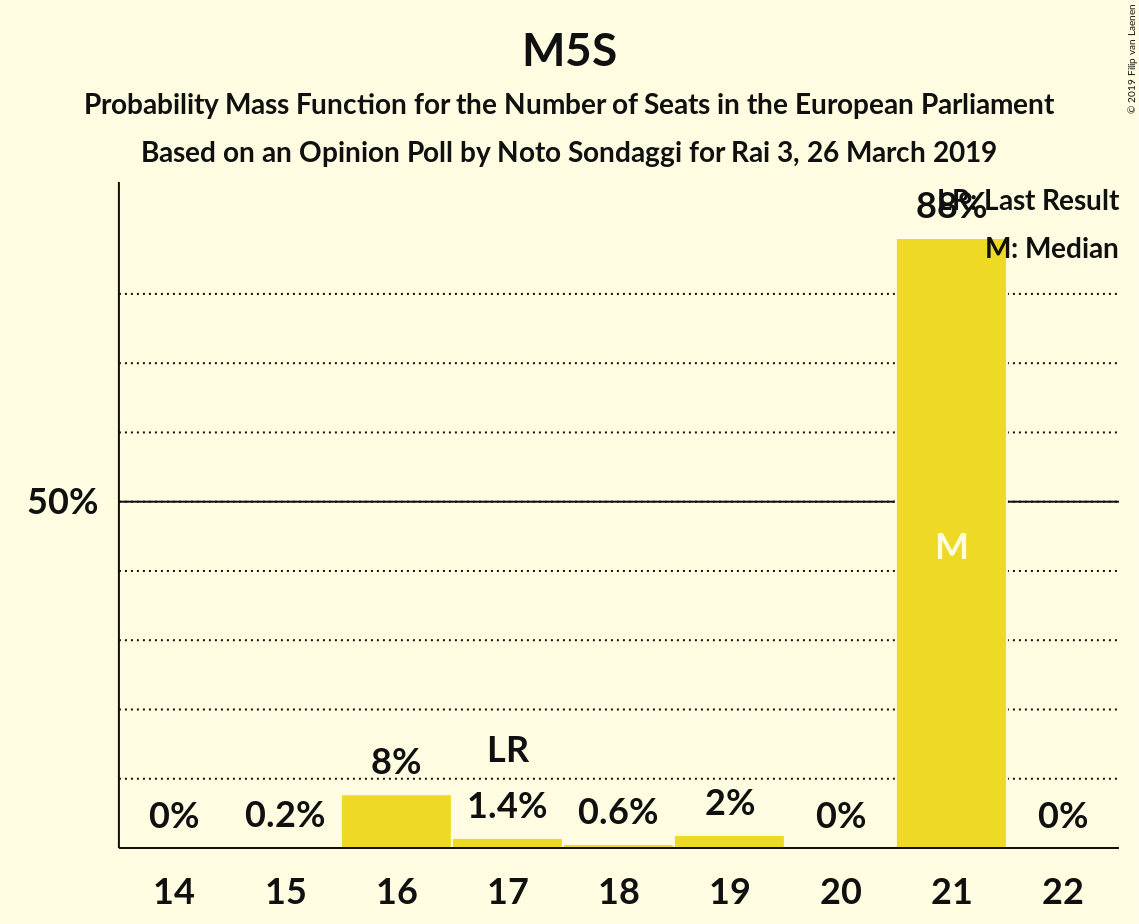 M5S
Probability Mass Function for the Number of Seats in the European Parliament
Based on an Opinion Poll by Noto Sondaggi for Rai 3, 26 March 2019
© 2019 Filip van Laenen
LR: Last Result
M: Median
88%
50%
M
LR
8%
0%
0.2%
1.4%
0.6%
2%
0%
0%
14 15 16 17 18 19 20 21 22